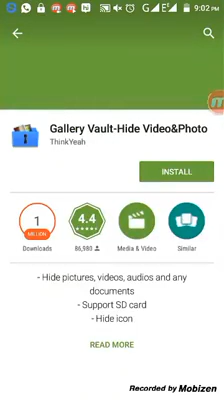 9:02 PM
Gallery Vault-Hide Video&Photo
ThinkYeah
INSTALL
1
MILLION
4.4
Downloads
86,980
Media & Video
Similar
- Hide pictures, videos, audios and any
documents
- Support SD card
- Hide icon
READ MORE
Recorded by Mobizen